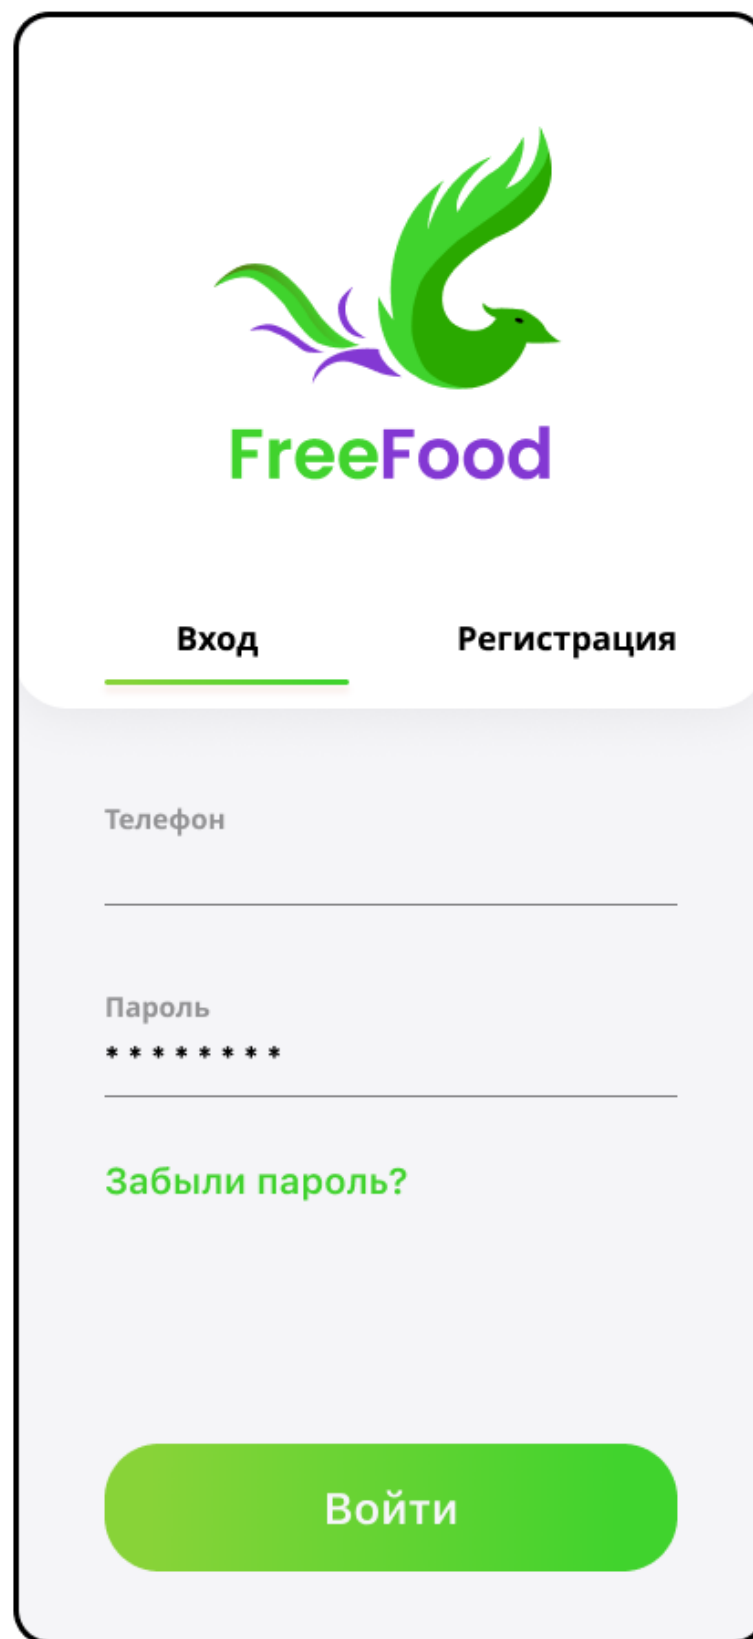 FreeFood
Вход Регистрация
Телефон
Пароль
* * * * * * * *
Забыли пароль?
Войти